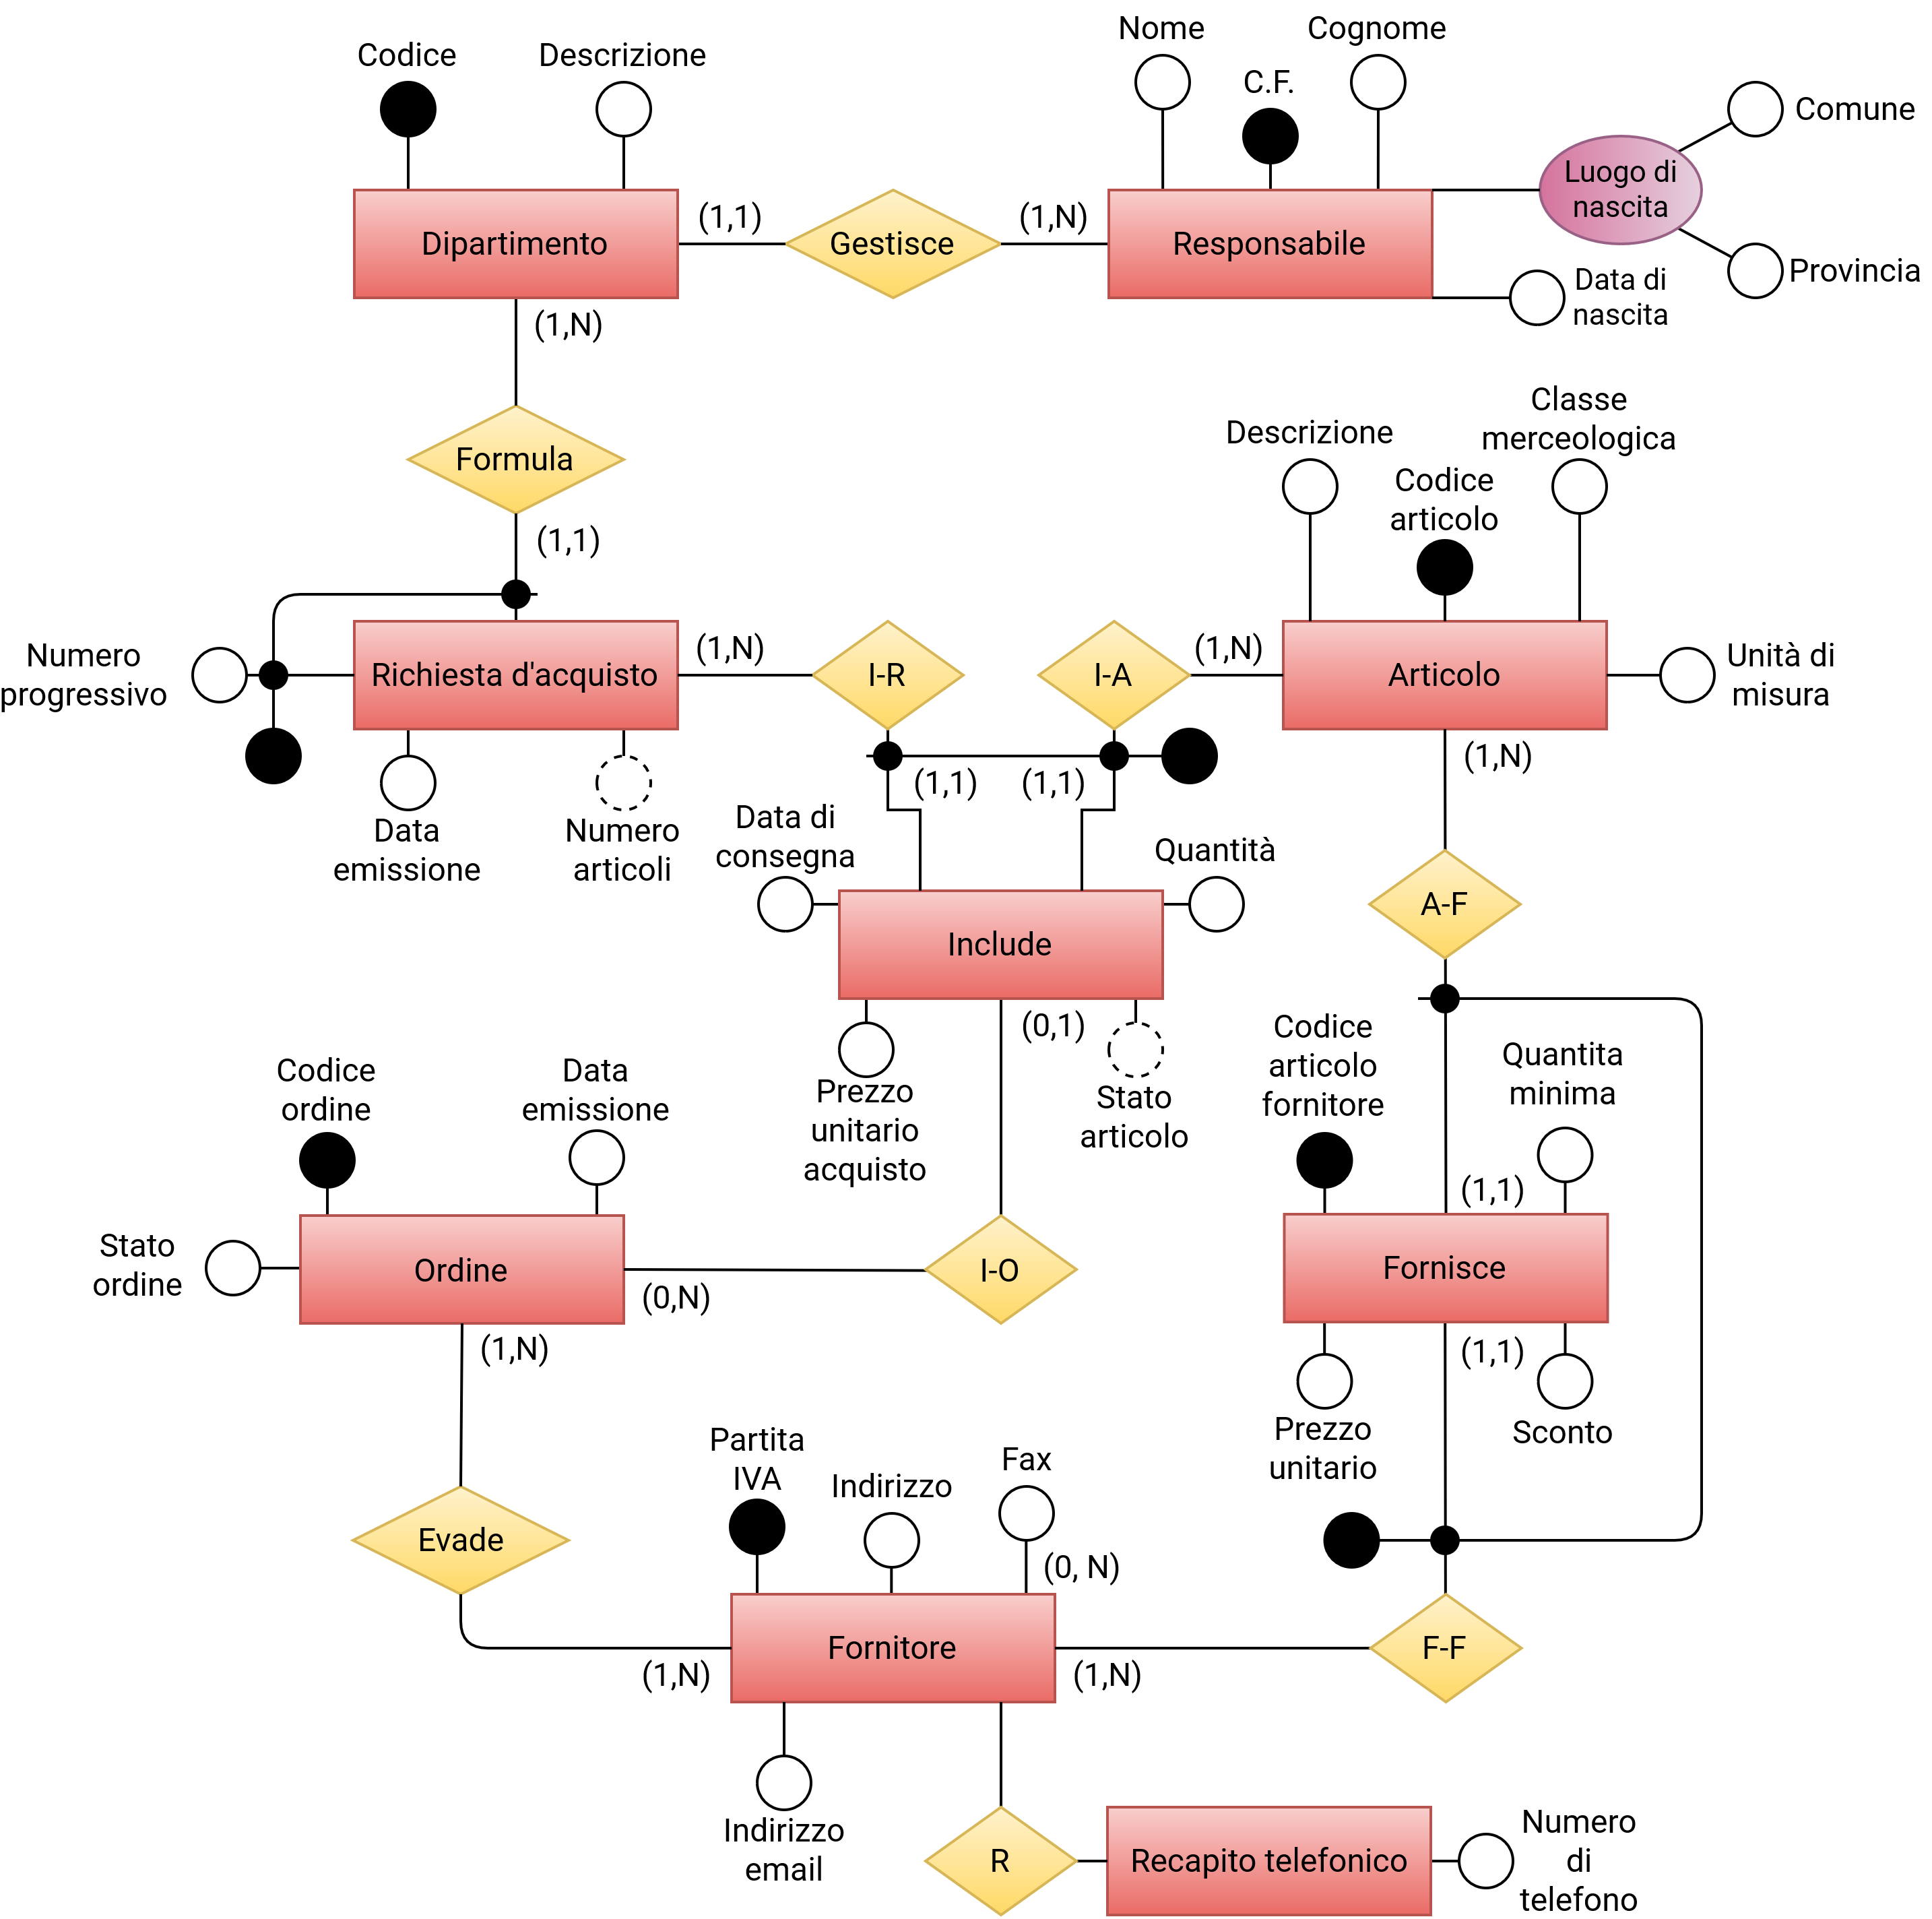 Nome
Cognome
Codice
Descrizione
C.F.
Comune
Luogo di
nascita
Dipartimento
(1,1)
Gestisce
(1,N)
Responsabile
Provincia
Data di
nascita
(1,N)
Classe
merceologica
Descrizione
Codice
articolo
Formula
(1,1)
Numero
progressivo
Richiesta d'acquisto
(1,N)
I-R
I-A
(1,N)
Articolo
Unità di
misura
(1,1)
(1,1)
(1,N)
Data
emissione
Numero
articoli
Data di
consegna
Quantità
A-F
Include
(0,1)
Codice
articolo
fornitore
Quantita
minima
Codice
ordine
Data
emissione
Prezzo
unitario
acquisto
Stato
articolo
(1,1)
Stato
ordine
Ordine
(0,N)
I-O
Fornisce
(1,N)
(1,1)
Prezzo
unitario
Sconto
Partita
IVA
Indirizzo
Fax
(0, N)
Evade
(1,N)
Fornitore
(1,N)
F-F
Indirizzo
email
R
Recapito telefonico
Numero
di
telefono